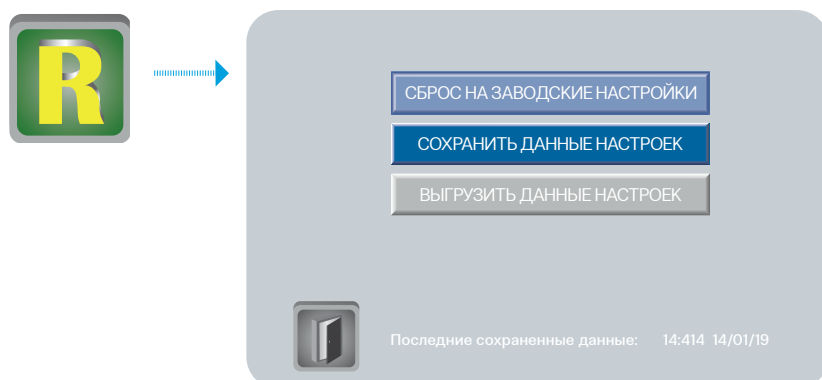 R
СБРОС НА ЗАВОДСКИЕ НАСТРОЙКИ
СОХРАНИТЬ ДАННЫЕ НАСТРОЕК
ВЫГРУЗИТЬ ДАННЫЕ НАСТРОЕК
Последние сохраненные данные: 14:414 14/01/19